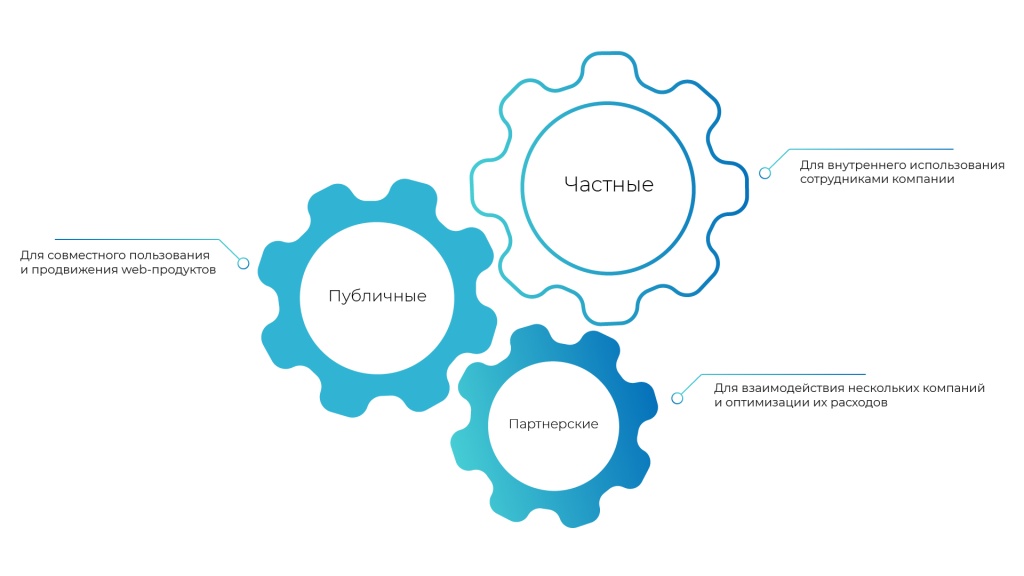 Частные
Для внутреннего использования
сотрудниками компании
Для совместного пользования
и продвижения web-продуктов
Публичные
Для взаимодействия нескольких компаний
и оптимизации их расходов
Партнерские